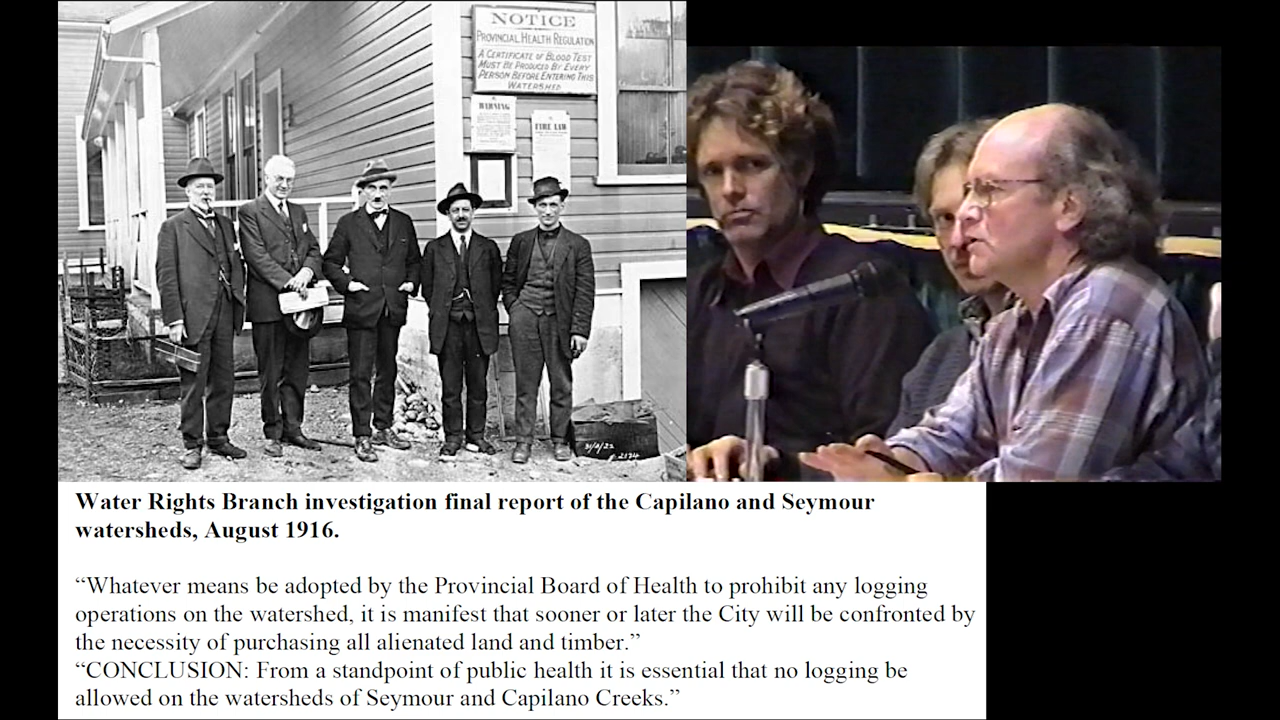 NOTICE
PROVINCIAL HEALTH REGULATION
A CERTIFICATE OF BLOOD TEST
MUST BE PRODUCED BY EVERY
PERSON BEFORE ENTERING THIS
WATERSHED
WARNING
FIRE LAW
Water Rights Branch investigation final report of the Capilano and Seymour
watersheds, August 1916.
“Whatever means be adopted by the Provincial Board of Health to prohibit any logging
operations on the watershed, it is manifest that sooner or later the City will be confronted by
the necessity of purchasing all alienated land and timber.”
“CONCLUSION: From a standpoint of public health it is essential that no logging be
allowed on the watersheds of Seymour and Capilano Creeks.”